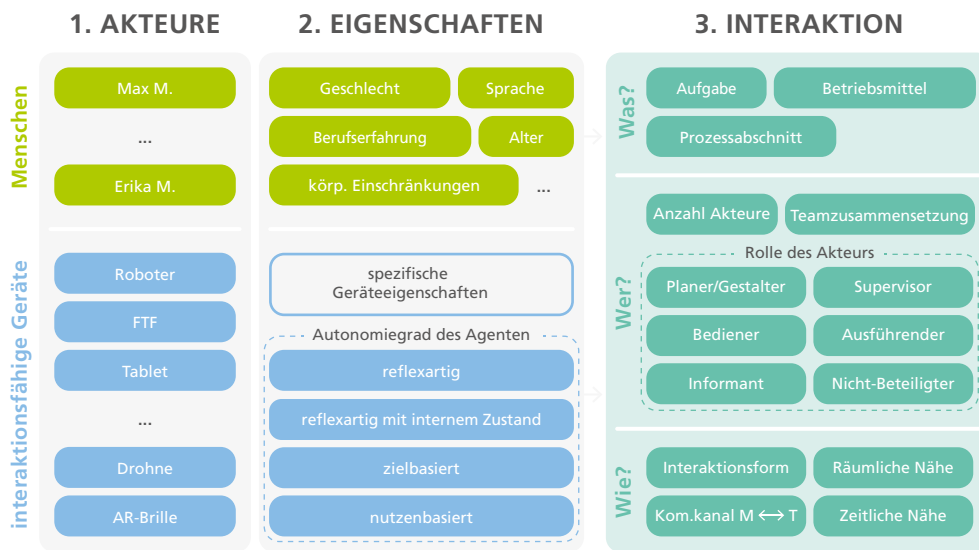 1. AKTEURE
2. EIGENSCHAFTEN
3. INTERAKTION
Menschen
Max M.
...
Erika M.
Geschlecht
Sprache
Berufserfahrung
Alter
körp. Einschränkungen
...
interaktionsfähige Geräte
Roboter
FTF
Tablet
...
Drohne
AR-Brille
spezifische
Geräteeigenschaften
Autonomiegrad des Agenten
reflexartig
reflexartig mit internem Zustand
zielbasiert
nutzenbasiert
Was?
Aufgabe
Betriebsmittel
Prozessabschnitt
Wer?
Anzahl Akteure
Teamzusammensetzung
Rolle des Akteurs
Planer/Gestalter
Supervisor
Bediener
Ausführender
Informant
Nicht-Beteiligter
Wie?
Interaktionsform
Räumliche Nähe
Kom.kanal M ⟷ T
Zeitliche Nähe